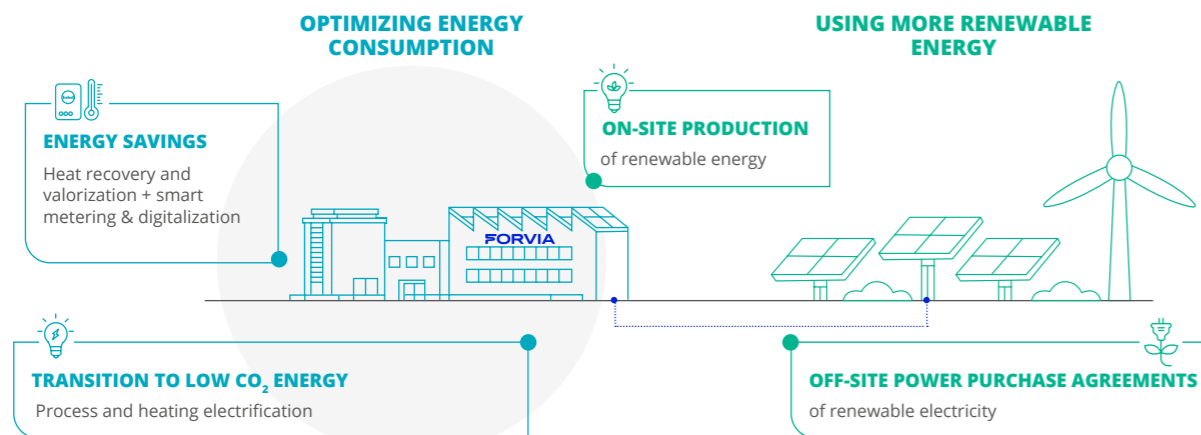 OPTIMIZING ENERGY
CONSUMPTION
USING MORE RENEWABLE
ENERGY
ENERGY SAVINGS
Heat recovery and
valorization + smart
metering & digitalization
ON-SITE PRODUCTION
of renewable energy
FORVIA
TRANSITION TO LOW CO₂ ENERGY
Process and heating electrification
OFF-SITE POWER PURCHASE AGREEMENTS
of renewable electricity